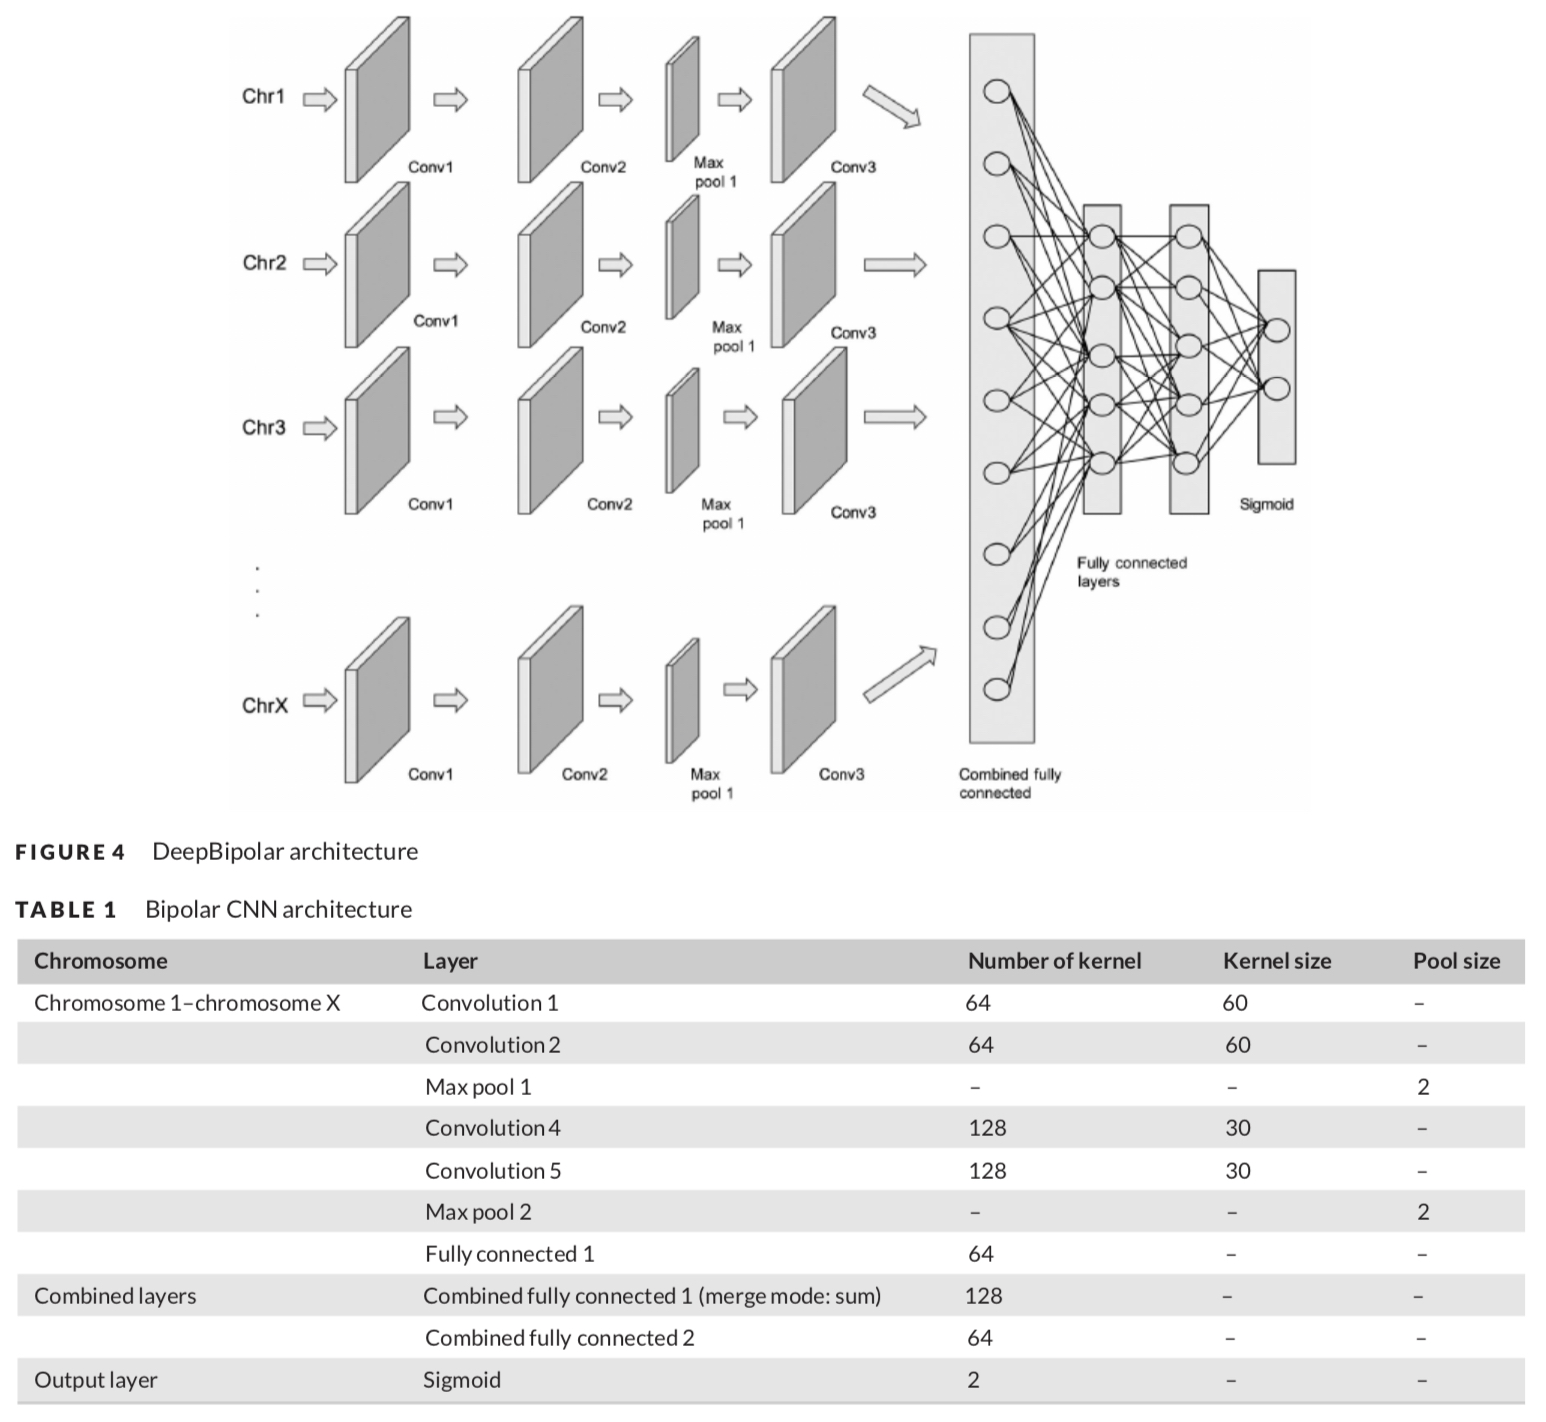 Chr1
Conv1
Conv2
Max
pool 1
Conv3
Chr2
Conv1
Conv2
Max
pool 1
Conv3
Chr3
Conv1
Conv2
Max
pool 1
Conv3
Sigmoid
Fully connected
layers
ChrX
Conv1
Conv2
Max
pool 1
Conv3
Combined fully
connected
FIGURE 4 DeepBipolar architecture
TABLE 1 Bipolar CNN architecture
Chromosome Layer Number of kernel Kernel size Pool size
Chromosome 1–chromosome X Convolution 1 64 60 –
Convolution 2 64 60 –
Max pool 1 – – 2
Convolution 4 128 30 –
Convolution 5 128 30 –
Max pool 2 – – 2
Fully connected 1 64 – –
Combined layers Combined fully connected 1 (merge mode: sum) 128 – –
Combined fully connected 2 64 – –
Output layer Sigmoid 2 – –